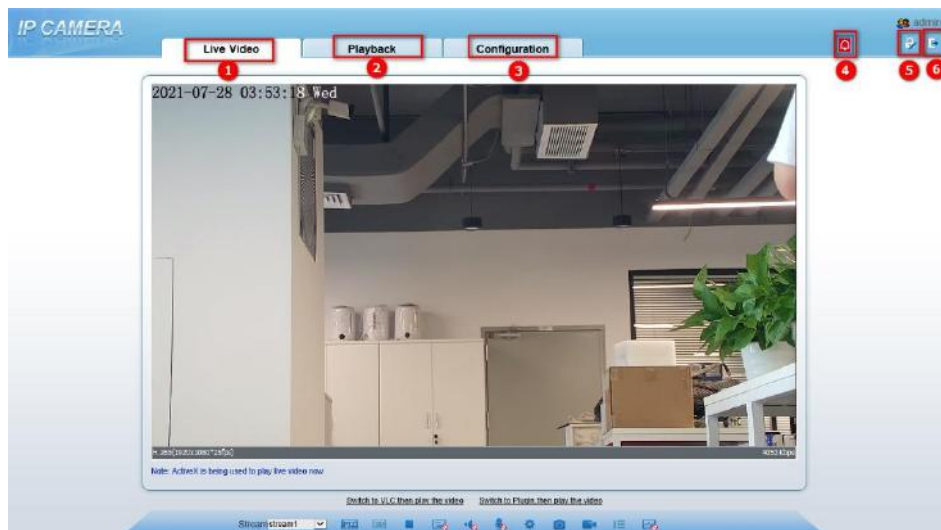 IP CAMERA
admin
Live Video
Playback
Configuration
1
2
3
4
5
6
2021-07-28 03:53:18 Wed
Note: ActiveX is being used to play live video now
Switch to VLC then play the video
Switch to Plugin then play the video
Stream stream1